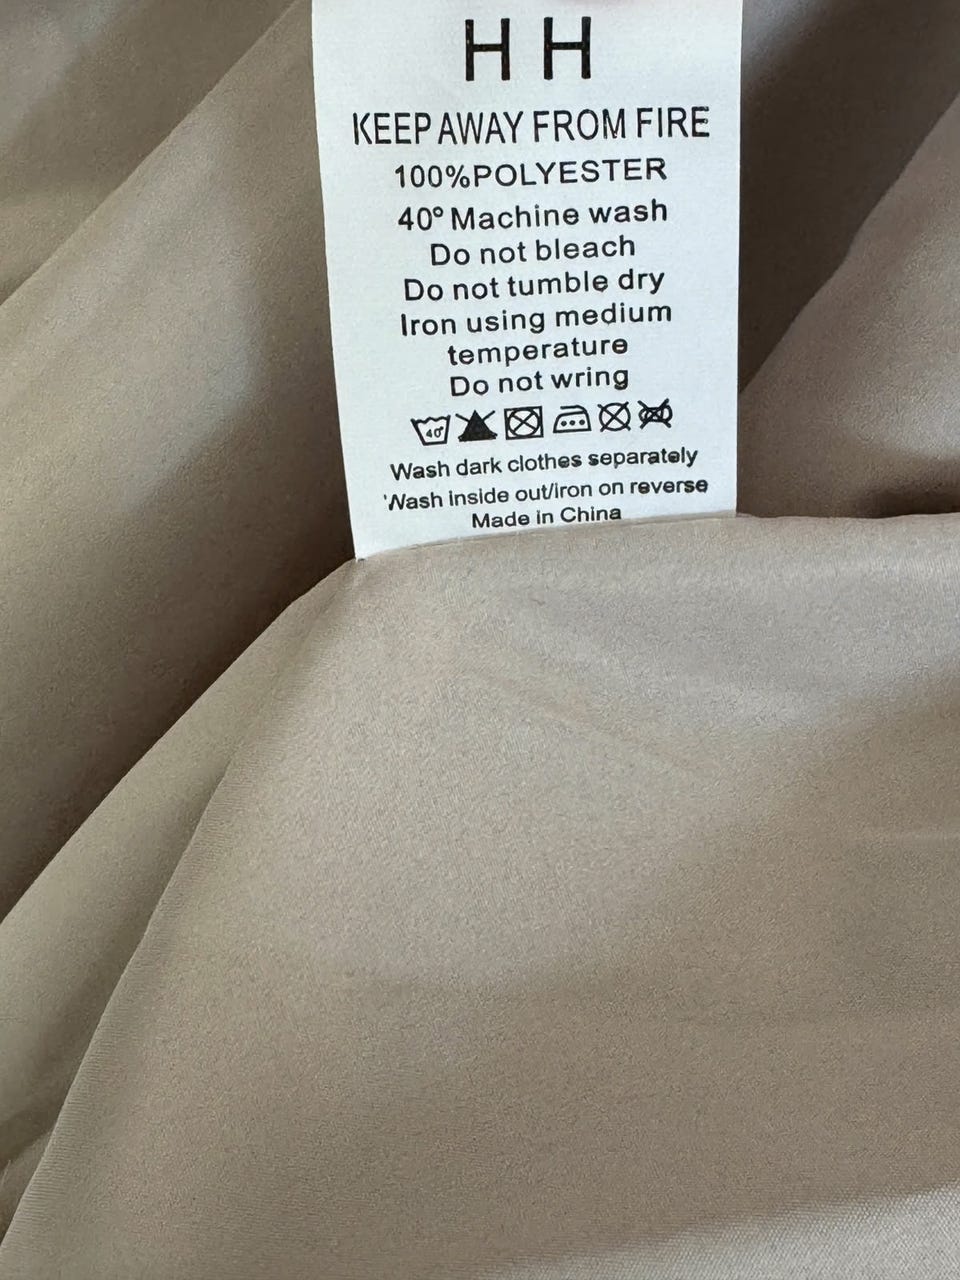 H H
KEEP AWAY FROM FIRE
100%POLYESTER
40° Machine wash
Do not bleach
Do not tumble dry
Iron using medium
temperature
Do not wring
40°
Wash dark clothes separately
Wash inside out/iron on reverse
Made in China